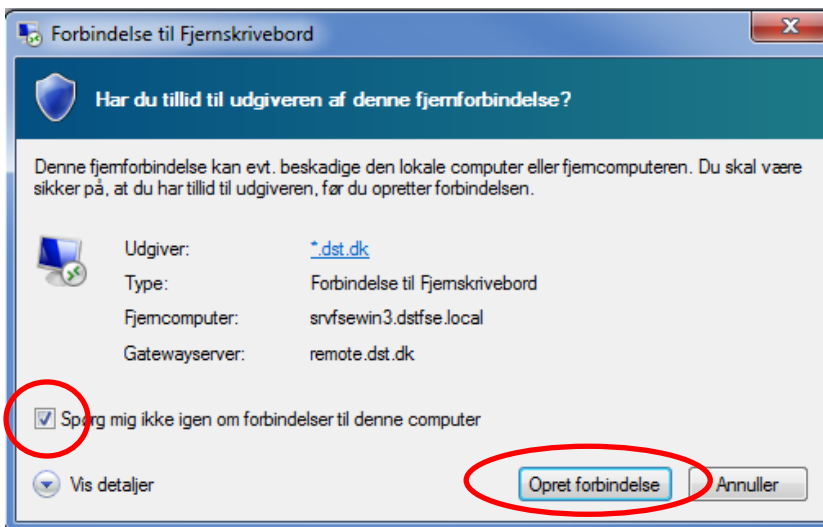 Forbindelse til Fjernskrivebord
Har du tillid til udgiveren af denne fjernforbindelse?
Denne fjernforbindelse kan evt. beskadige den lokale computer eller fjerncomputeren. Du skal være
sikker på, at du har tillid til udgiveren, før du opretter forbindelsen.
Udgiver: *.dst.dk
Type: Forbindelse til Fjernskrivebord
Fjerncomputer: srvfsewin3.dstfse.local
Gatewayserver: remote.dst.dk
Spørg mig ikke igen om forbindelser til denne computer
Vis detaljer Opret forbindelse Annuller